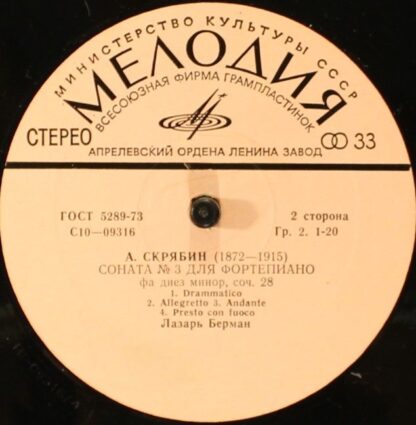 МИНИСТЕРСТВО КУЛЬТУРЫ СССР
МЕЛОДИЯ
ВСЕСОЮЗНАЯ ФИРМА ГРАМПЛАСТИНОК
СТЕРЕО 33
АПРЕЛЕВСКИЙ ОРДЕНА ЛЕНИНА ЗАВОД
ГОСТ 5289-73 2 сторона
С10—09316 Гр. 2. 1-20
А. СКРЯБИН (1872—1915)
СОНАТА № 3 ДЛЯ ФОРТЕПИАНО
фа диез минор, соч. 28
1. Drammatico
2. Allegretto 3. Andante
4. Presto con fuoco
Лазарь Берман